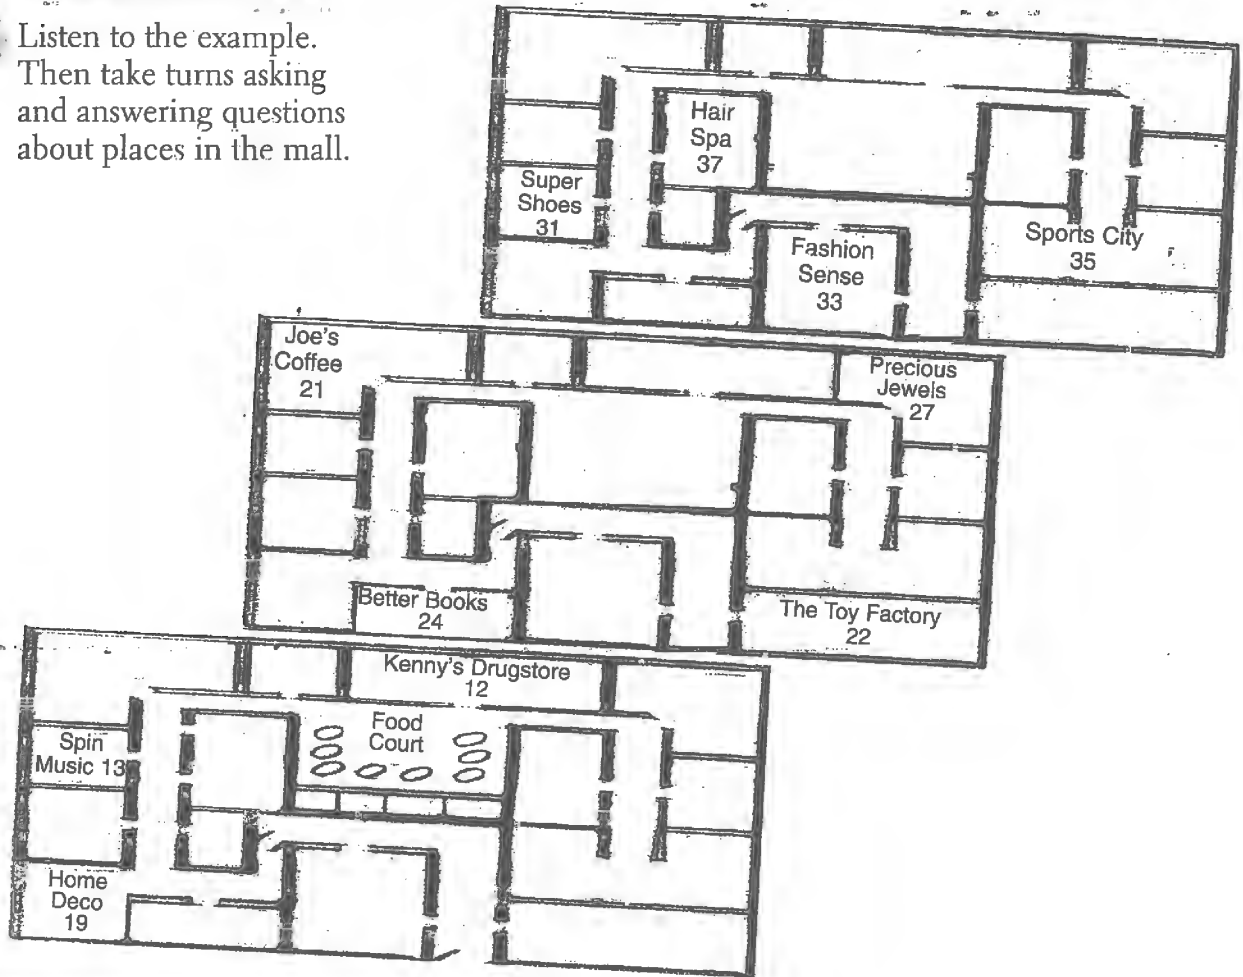 Listen to the example.
Then take turns asking
and answering questions
about places in the mall.
Hair
Spa
37
Super
Shoes
31
Fashion
Sense
33
Sports City
35
Joe's
Coffee
21
Precious
Jewels
27
Better Books
24
The Toy Factory
22
Kenny's Drugstore
12
Food
Court
Spin
Music 13
Home
Deco
19